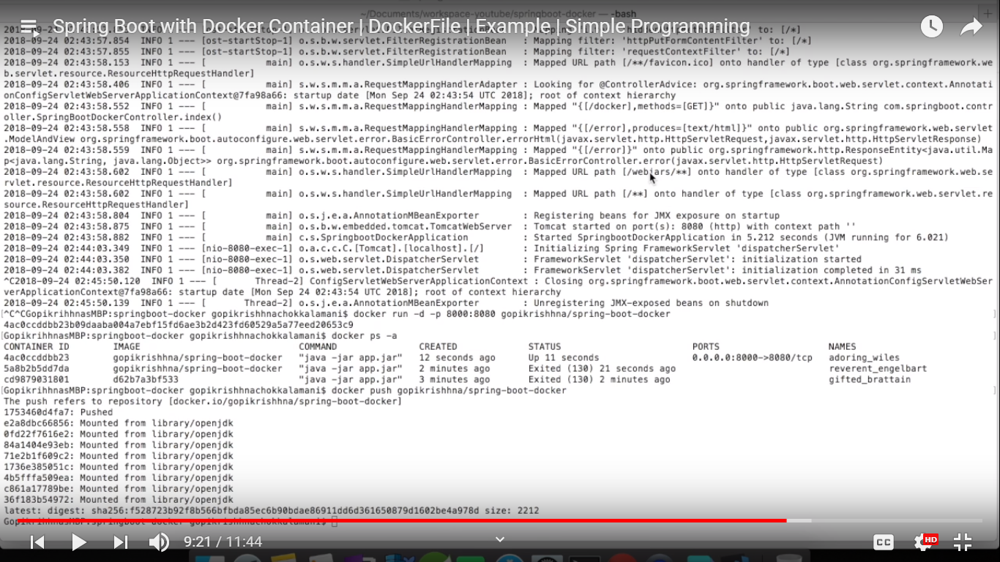 ~/Documents/workspace-youtube/springboot-docker — -bash
Spring Boot with Docker Container | DockerFile | Example | Simple Programming
to: [/*]
2018-09-24 02:43:57.854  INFO 1 --- [ost-startStop-1] o.s.b.w.servlet.FilterRegistrationBean   : Mapping filter: 'httpPutFormContentFilter' to: [/*]
2018-09-24 02:43:57.855  INFO 1 --- [ost-startStop-1] o.s.b.w.servlet.FilterRegistrationBean   : Mapping filter: 'requestContextFilter' to: [/*]
2018-09-24 02:43:58.153  INFO 1 --- [           main] o.s.w.s.handler.SimpleUrlHandlerMapping  : Mapped URL path [/**/favicon.ico] onto handler of type [class org.springframework.we
b.servlet.resource.ResourceHttpRequestHandler]
2018-09-24 02:43:58.406  INFO 1 --- [           main] s.w.s.m.m.a.RequestMappingHandlerAdapter : Looking for @ControllerAdvice: org.springframework.boot.web.servlet.context.Annotati
onConfigServletWebServerApplicationContext@7fa98a66: startup date [Mon Sep 24 02:43:54 UTC 2018]; root of context hierarchy
2018-09-24 02:43:58.552  INFO 1 --- [           main] s.w.s.m.m.a.RequestMappingHandlerMapping : Mapped "{[/docker],methods=[GET]}" onto public java.lang.String com.springboot.contr
oller.SpringBootDockerController.index()
2018-09-24 02:43:58.558  INFO 1 --- [           main] s.w.s.m.m.a.RequestMappingHandlerMapping : Mapped "{[/error],produces=[text/html]}" onto public org.springframework.web.servlet
.ModelAndView org.springframework.boot.autoconfigure.web.servlet.error.BasicErrorController.errorHtml(javax.servlet.http.HttpServletRequest,javax.servlet.http.HttpServletResponse)
2018-09-24 02:43:58.559  INFO 1 --- [           main] s.w.s.m.m.a.RequestMappingHandlerMapping : Mapped "{[/error]}" onto public org.springframework.http.ResponseEntity<java.util.Ma
p<java.lang.String, java.lang.Object>> org.springframework.boot.autoconfigure.web.servlet.error.BasicErrorController.error(javax.servlet.http.HttpServletRequest)
2018-09-24 02:43:58.602  INFO 1 --- [           main] o.s.w.s.handler.SimpleUrlHandlerMapping  : Mapped URL path [/webjars/**] onto handler of type [class org.springframework.web.se
rvlet.resource.ResourceHttpRequestHandler]
2018-09-24 02:43:58.602  INFO 1 --- [           main] o.s.w.s.handler.SimpleUrlHandlerMapping  : Mapped URL path [/**] onto handler of type [class org.springframework.web.servlet.re
source.ResourceHttpRequestHandler]
2018-09-24 02:43:58.804  INFO 1 --- [           main] o.s.j.e.a.AnnotationMBeanExporter        : Registering beans for JMX exposure on startup
2018-09-24 02:43:58.875  INFO 1 --- [           main] o.s.b.w.embedded.tomcat.TomcatWebServer  : Tomcat started on port(s): 8080 (http) with context path ''
2018-09-24 02:43:58.882  INFO 1 --- [           main] c.s.SpringbootDockerApplication          : Started SpringbootDockerApplication in 5.212 seconds (JVM running for 6.021)
2018-09-24 02:44:03.349  INFO 1 --- [nio-8080-exec-1] o.a.c.c.C.[Tomcat].[localhost].[/]       : Initializing Spring FrameworkServlet 'dispatcherServlet'
2018-09-24 02:44:03.350  INFO 1 --- [nio-8080-exec-1] o.s.web.servlet.DispatcherServlet        : FrameworkServlet 'dispatcherServlet': initialization started
2018-09-24 02:44:03.382  INFO 1 --- [nio-8080-exec-1] o.s.web.servlet.DispatcherServlet        : FrameworkServlet 'dispatcherServlet': initialization completed in 31 ms
^C2018-09-24 02:45:50.120  INFO 1 --- [       Thread-2] ConfigServletWebServerApplicationContext : Closing org.springframework.boot.web.servlet.context.AnnotationConfigServletWebSer
verApplicationContext@7fa98a66: startup date [Mon Sep 24 02:43:54 UTC 2018]; root of context hierarchy
2018-09-24 02:45:50.139  INFO 1 --- [       Thread-2] o.s.j.e.a.AnnotationMBeanExporter        : Unregistering JMX-exposed beans on shutdown
[^C^CGopikrihhnasMBP:springboot-docker gopikrishhnachokkalamani$ docker run -d -p 8000:8080 gopikrishhna/spring-boot-docker ]
4ac0ccddbb23b09daaba004a7ebf15fd6ae3b2d423fd60529a5a77eed20653c9
[GopikrihhnasMBP:springboot-docker gopikrishhnachokkalamani$ docker ps -a ]
CONTAINER ID        IMAGE                             COMMAND               CREATED             STATUS                        PORTS                    NAMES
4ac0ccddbb23        gopikrishhna/spring-boot-docker   "java -jar app.jar"   12 seconds ago      Up 11 seconds                 0.0.0.0:8000->8080/tcp   adoring_wiles
5a8b2b5dd7da        gopikrishhna/spring-boot-docker   "java -jar app.jar"   2 minutes ago       Exited (130) 21 seconds ago                            reverent_engelbart
cd9879031801        d62b7a3bf533                      "java -jar app.jar"   3 minutes ago       Exited (130) 2 minutes ago                             gifted_brattain
[GopikrihhnasMBP:springboot-docker gopikrishhnachokkalamani$ docker push gopikrishhna/spring-boot-docker ]
The push refers to repository [docker.io/gopikrishhna/spring-boot-docker]
1753460d4fa7: Pushed
e2a8dbc66856: Mounted from library/openjdk
0fd22f7616e2: Mounted from library/openjdk
84a1404e93eb: Mounted from library/openjdk
71e2b1f609c2: Mounted from library/openjdk
1736e385051c: Mounted from library/openjdk
4b5fffa509ea: Mounted from library/openjdk
c861a17789be: Mounted from library/openjdk
36f183b54972: Mounted from library/openjdk
latest: digest: sha256:f528723b92f8b566bfbda85ec6b90bdae86911dd6d361650879d1602be4a978d size: 2212
GopikrihhnasMBP:springboot-docker gopikrishhnachokkalamani$
9:21 / 11:44
CC
HD